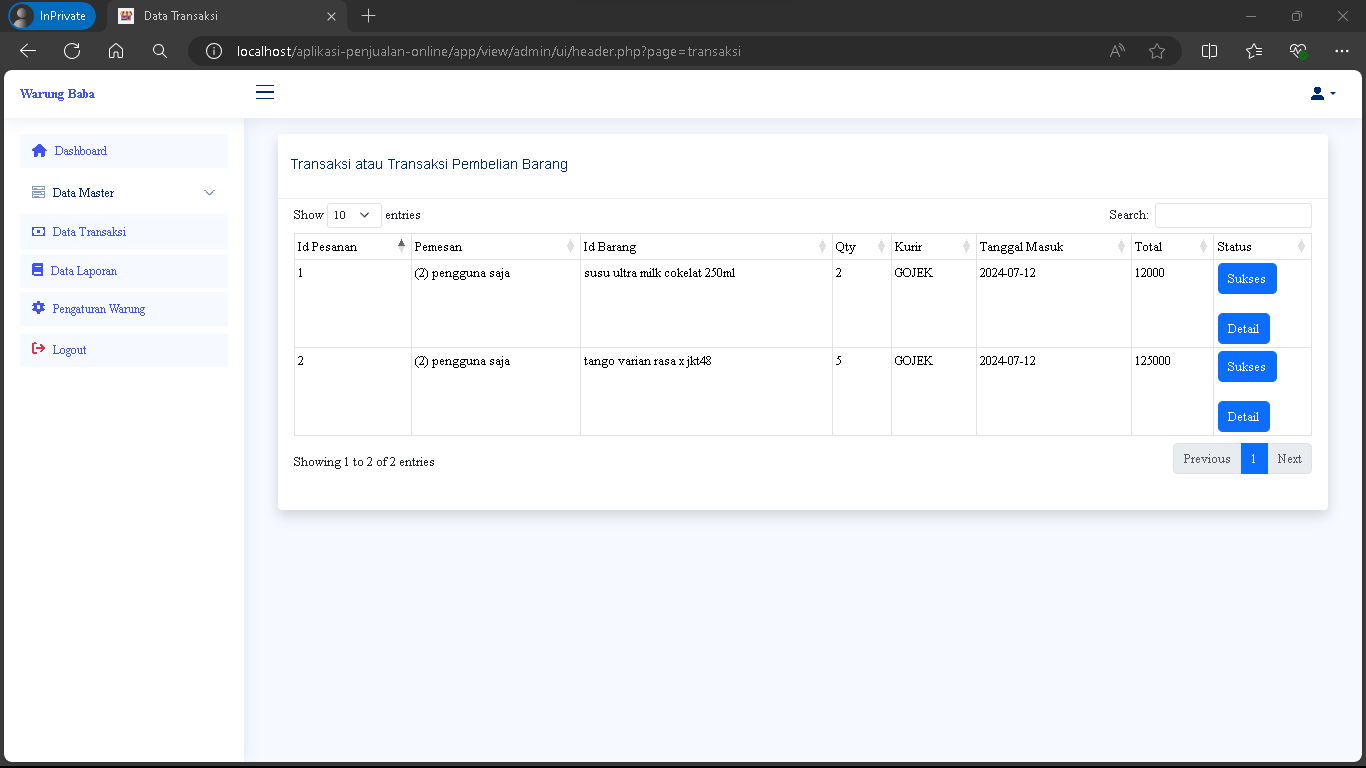 InPrivate
Data Transaksi
localhost/aplikasi-penjualan-online/app/view/admin/ui/header.php?page=transaksi
Warung Baba
Dashboard
Data Master
Data Transaksi
Data Laporan
Pengaturan Warung
Logout
Transaksi atau Transaksi Pembelian Barang
Show 10 entries Search:
Id Pesanan Pemesan Id Barang Qty Kurir Tanggal Masuk Total Status
1 (2) pengguna saja susu ultra milk cokelat 250ml 2 GOJEK 2024-07-12 12000 Sukses
Detail
2 (2) pengguna saja tango varian rasa x jkt48 5 GOJEK 2024-07-12 125000 Sukses
Detail
Showing 1 to 2 of 2 entries Previous 1 Next